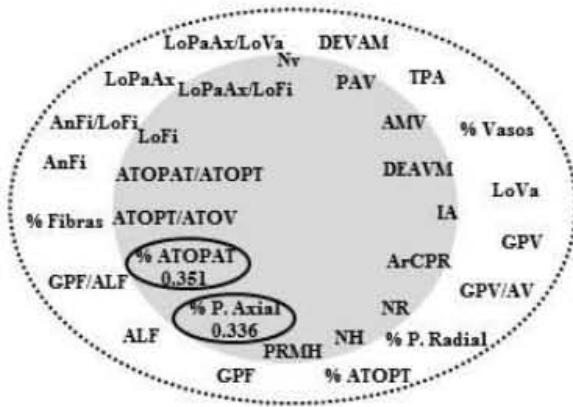 LoPaAx/LoVa DEVAM
Nv
LoPaAx LoPaAx/LoFi PAV TPA
AnFi/LoFi LoFi AMV % Vasos
AnFi ATOPAT/ATOPT DEAVM LoVa
% Fibras ATOPT/ATOV IA GPV
% ATOPAT
0.351
GPF/ALF ArCPR GPV/AV
% P. Axial
0.336
NR
ALF PRMH NH % P. Radial
GPF % ATOPT